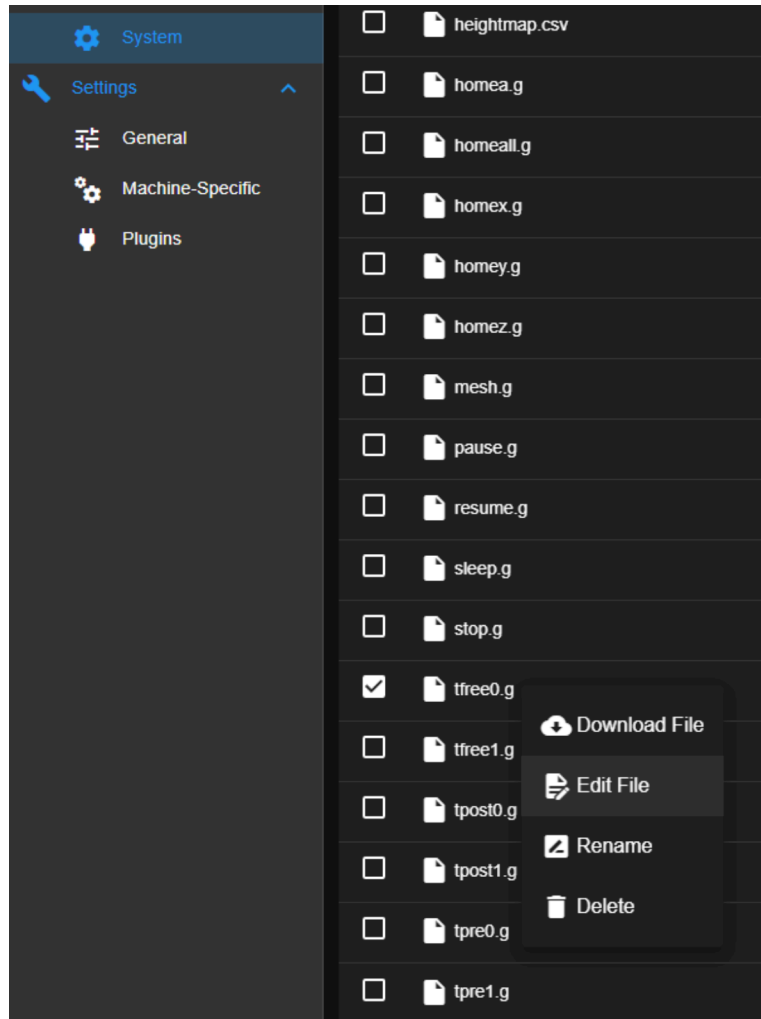 System
Settings
General
Machine-Specific
Plugins
heightmap.csv
homea.g
homeall.g
homex.g
homey.g
homez.g
mesh.g
pause.g
resume.g
sleep.g
stop.g
tfree0.g
tfree1.g
tpost0.g
tpost1.g
tpre0.g
tpre1.g
Download File
Edit File
Rename
Delete